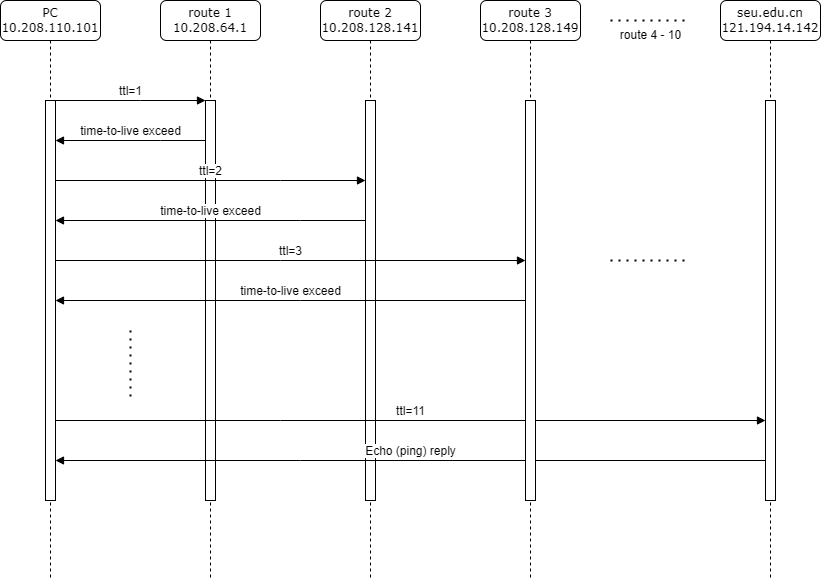 PC
10.208.110.101
route 1
10.208.64.1
route 2
10.208.128.141
route 3
10.208.128.149
route 4 - 10
seu.edu.cn
121.194.14.142
ttl=1
time-to-live exceed
ttl=2
time-to-live exceed
ttl=3
time-to-live exceed
ttl=11
Echo (ping) reply